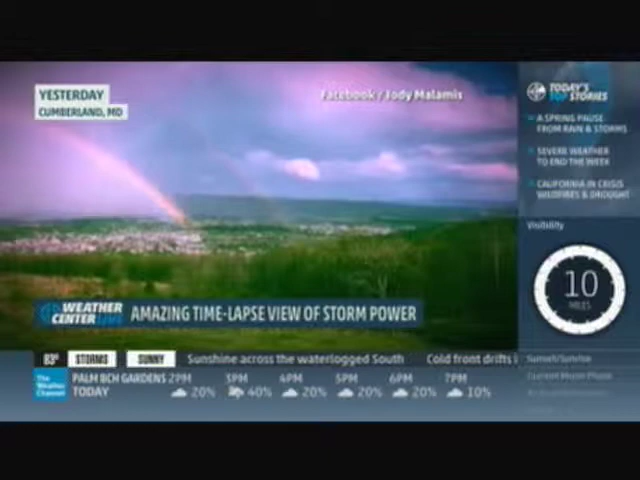 YESTERDAY
CUMBERLAND, MD
Facebook / Jody Malamis
TODAY'S
TOP STORIES
A SPRING PAUSE
FROM RAIN & STORMS
SEVERE WEATHER
TO END THE WEEK
CALIFORNIA IN CRISIS
WILDFIRES & DROUGHT
Visibility
10
MILES
WEATHER
CENTER LIVE
AMAZING TIME-LAPSE VIEW OF STORM POWER
83° STORMS SUNNY Sunshine across the waterlogged South Cold front drifts
Sunset/Sunrise
Current Moon Phase
The
Weather
Channel
PALM BCH GARDENS 2PM 3PM 4PM 5PM 6PM 7PM
TODAY 20% 40% 20% 20% 20% 10%